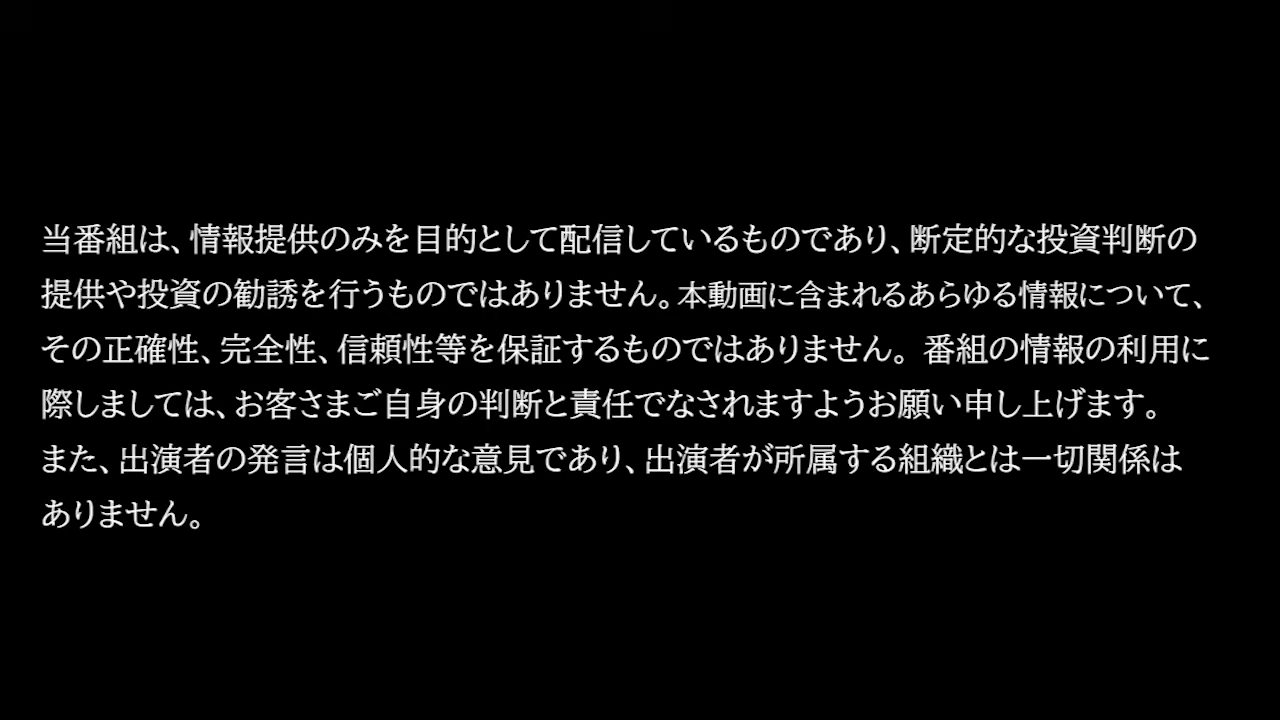 当番組は、情報提供のみを目的として配信しているものであり、断定的な投資判断の
提供や投資の勧誘を行うものではありません。本動画に含まれるあらゆる情報について、
その正確性、完全性、信頼性等を保証するものではありません。 番組の情報の利用に
際しましては、お客さまご自身の判断と責任でなされますようお願い申し上げます。
また、出演者の発言は個人的な意見であり、出演者が所属する組織とは一切関係は
ありません。